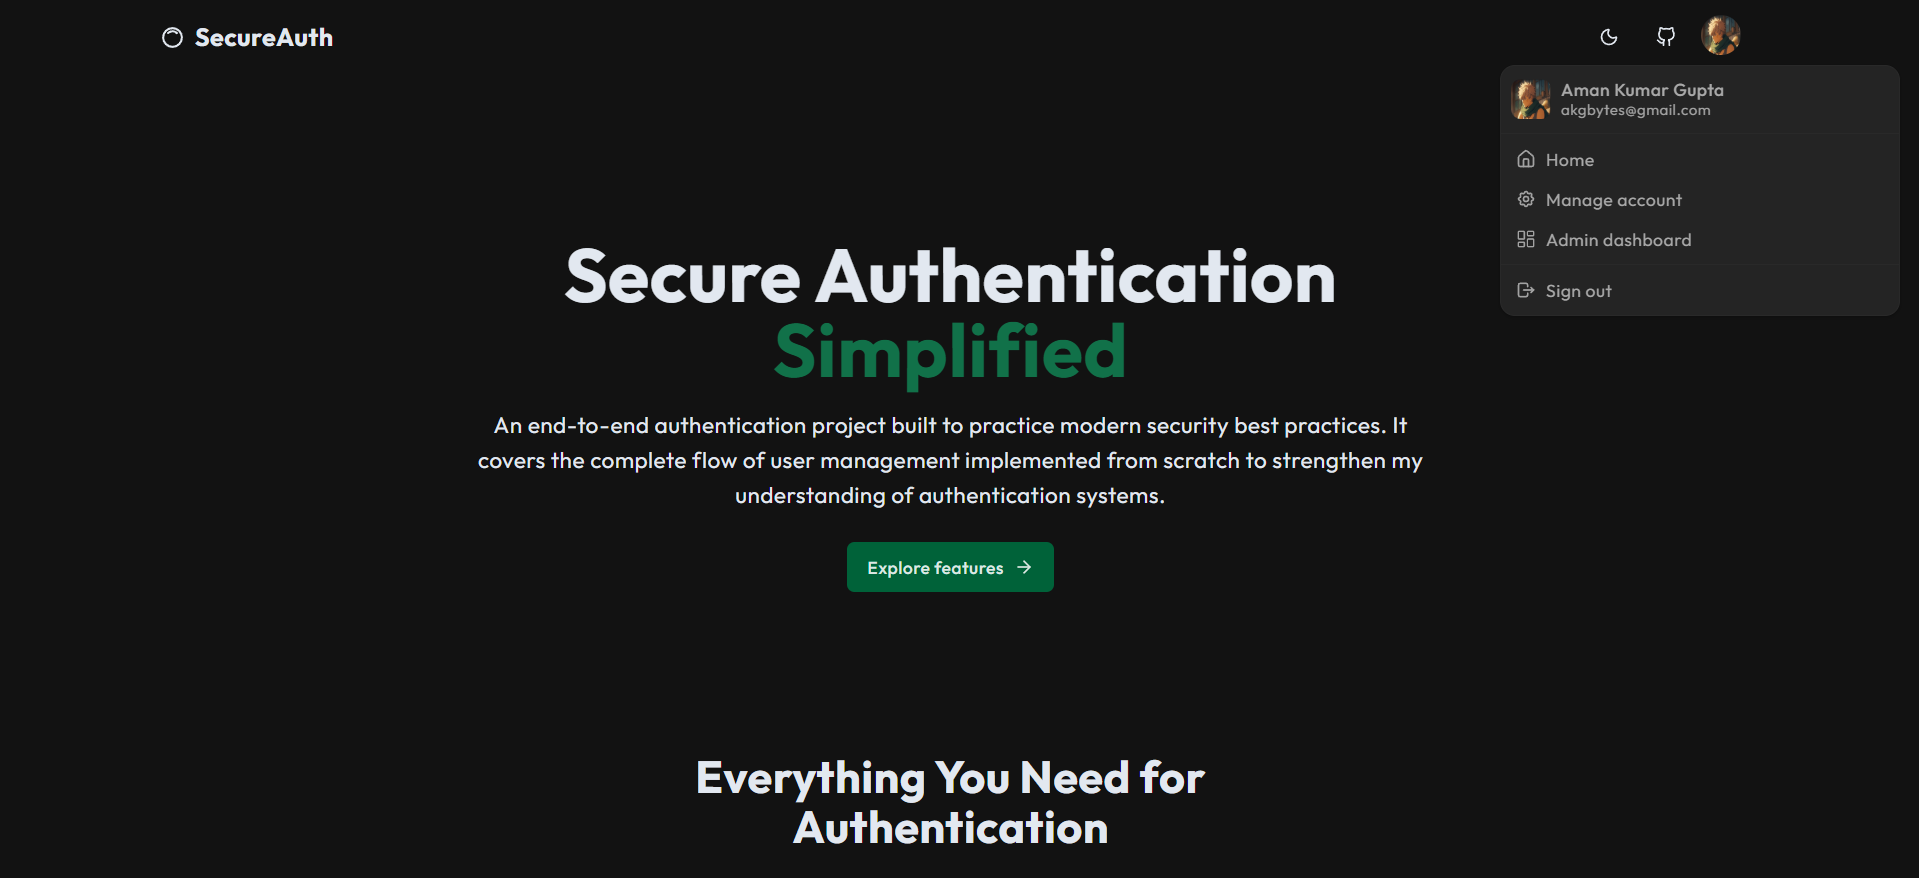 SecureAuth
Aman Kumar Gupta
akgbytes@gmail.com
Home
Manage account
Admin dashboard
Sign out
Secure Authentication
Simplified
An end-to-end authentication project built to practice modern security best practices. It
covers the complete flow of user management implemented from scratch to strengthen my
understanding of authentication systems.
Explore features
Everything You Need for
Authentication